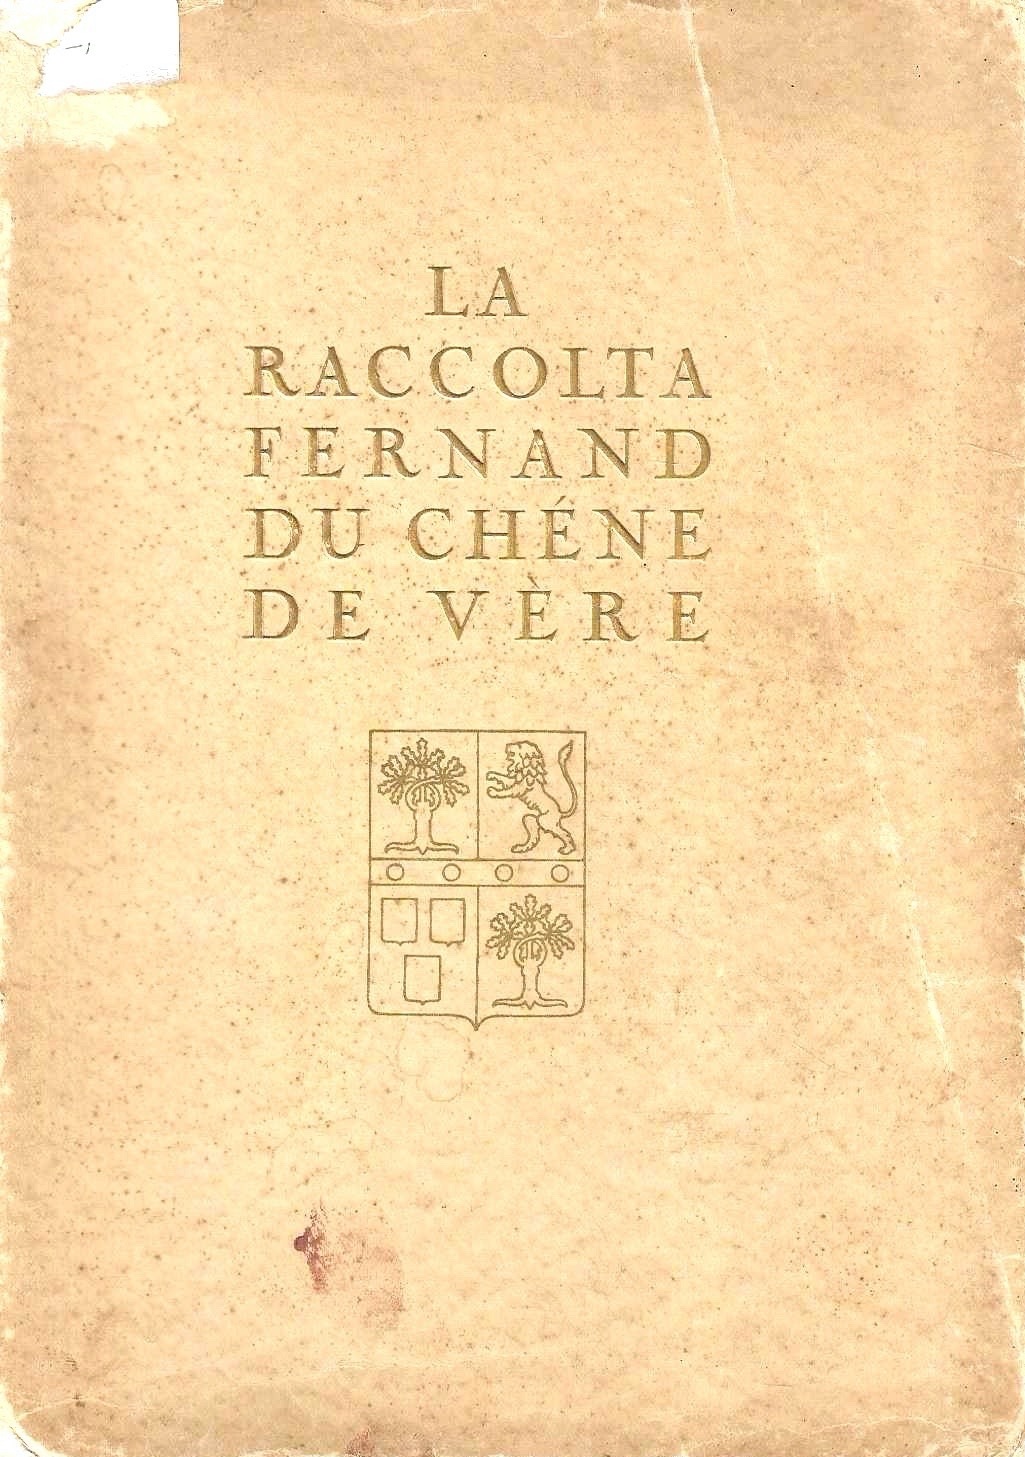 LA
RACCOLTA
FERNAND
DU CHÉNE
DE VÈRE